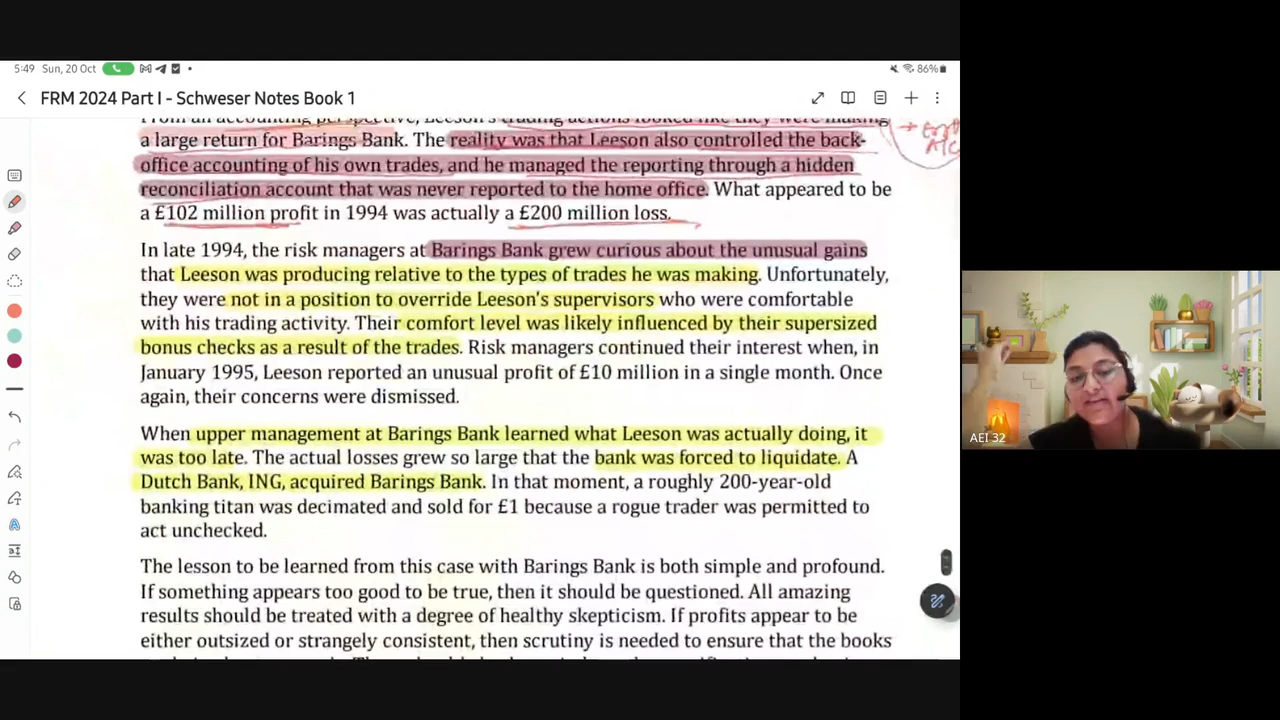 5:49 Sun, 20 Oct 86%
FRM 2024 Part I - Schweser Notes Book 1
From an accounting perspective, Leeson's trading actions looked like they were making
a large return for Barings Bank. The reality was that Leeson also controlled the back-
office accounting of his own trades, and he managed the reporting through a hidden
reconciliation account that was never reported to the home office. What appeared to be
a £102 million profit in 1994 was actually a £200 million loss.
In late 1994, the risk managers at Barings Bank grew curious about the unusual gains
that Leeson was producing relative to the types of trades he was making. Unfortunately,
they were not in a position to override Leeson's supervisors who were comfortable
with his trading activity. Their comfort level was likely influenced by their supersized
bonus checks as a result of the trades. Risk managers continued their interest when, in
January 1995, Leeson reported an unusual profit of £10 million in a single month. Once
again, their concerns were dismissed.
When upper management at Barings Bank learned what Leeson was actually doing, it
was too late. The actual losses grew so large that the bank was forced to liquidate. A
Dutch Bank, ING, acquired Barings Bank. In that moment, a roughly 200-year-old
banking titan was decimated and sold for £1 because a rogue trader was permitted to
act unchecked.
The lesson to be learned from this case with Barings Bank is both simple and profound.
If something appears too good to be true, then it should be questioned. All amazing
results should be treated with a degree of healthy skepticism. If profits appear to be
either outsized or strangely consistent, then scrutiny is needed to ensure that the books
AEI 32